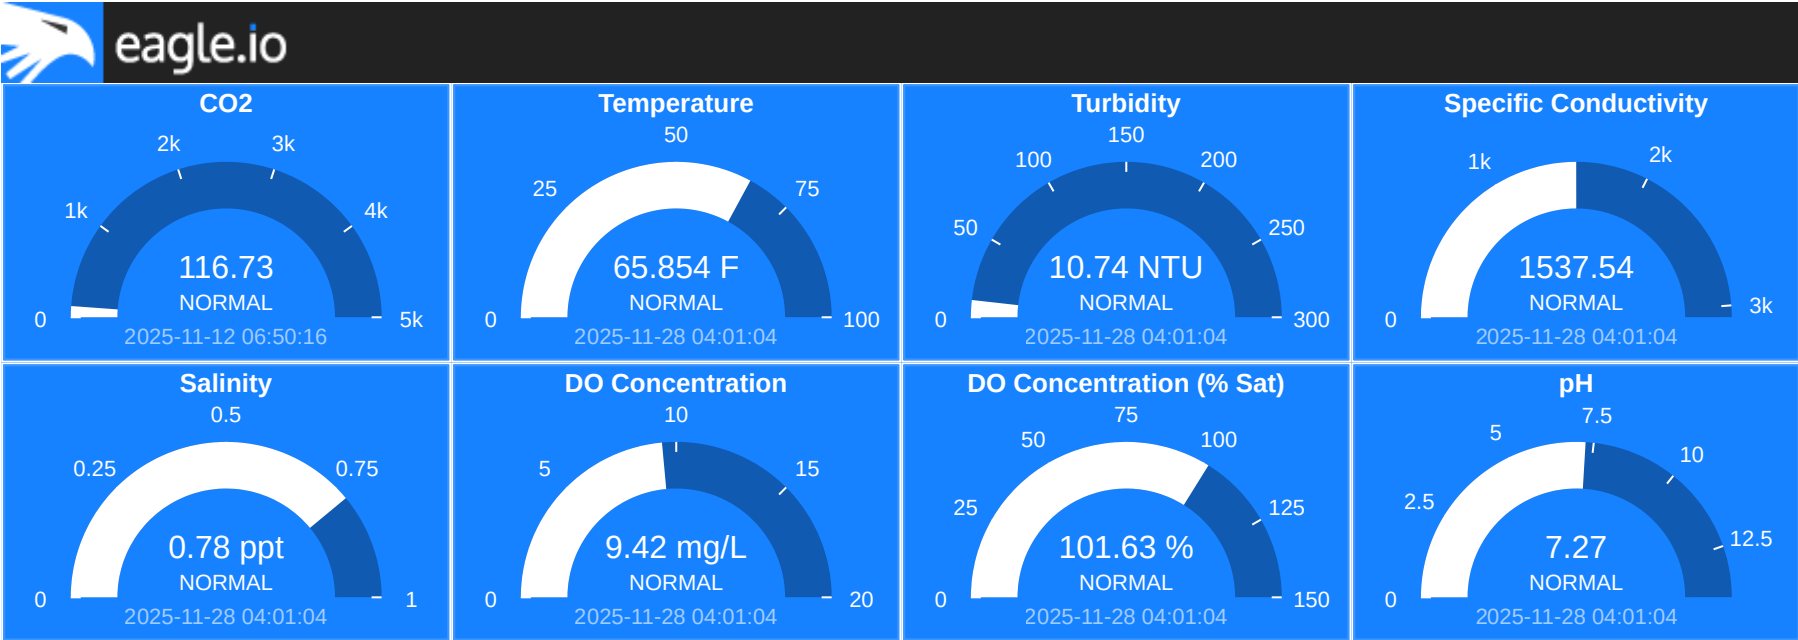 eagle.io
CO2
2k
3k
1k
4k
116.73
NORMAL
0
5k
2025-11-12 06:50:16
Temperature
50
25
75
65.854 F
NORMAL
0
100
2025-11-28 04:01:04
Turbidity
150
100
200
50
250
10.74 NTU
NORMAL
0
300
2025-11-28 04:01:04
Specific Conductivity
1k
2k
1537.54
NORMAL
0
3k
2025-11-28 04:01:04
Salinity
0.5
0.25
0.75
0.78 ppt
NORMAL
0
1
2025-11-28 04:01:04
DO Concentration
10
5
15
9.42 mg/L
NORMAL
0
20
2025-11-28 04:01:04
DO Concentration (% Sat)
75
50
100
25
125
101.63 %
NORMAL
0
150
2025-11-28 04:01:04
pH
7.5
5
10
2.5
12.5
7.27
NORMAL
0
2025-11-28 04:01:04